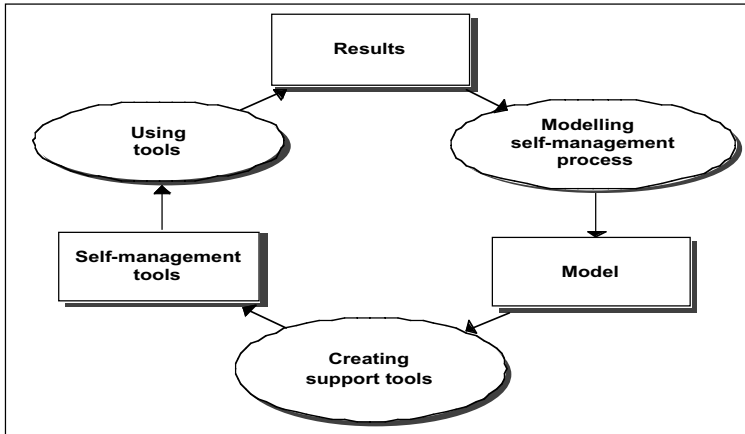 Results
Using
tools
Modelling
self-management
process
Self-management
tools
Model
Creating
support tools